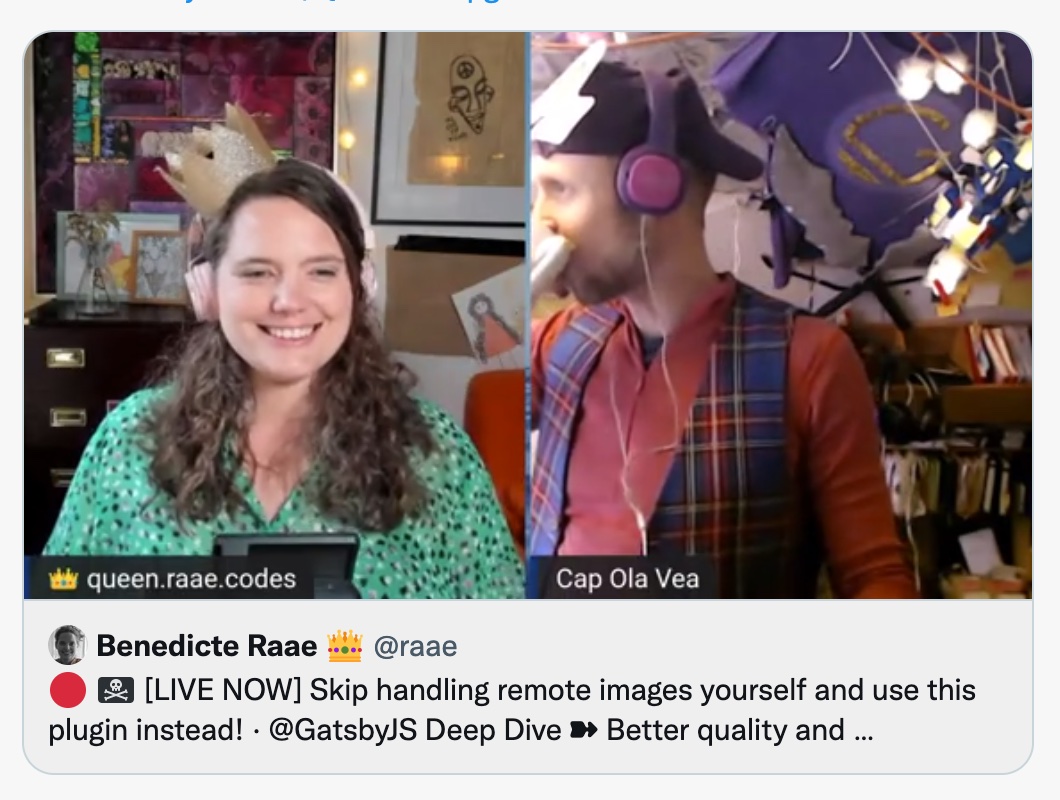 👑 queen.raae.codes
Cap Ola Vea
Benedicte Raae 👑 @raae
🔴 🏴‍☠️ [LIVE NOW] Skip handling remote images yourself and use this
plugin instead! · @GatsbyJS Deep Dive ➽ Better quality and ...